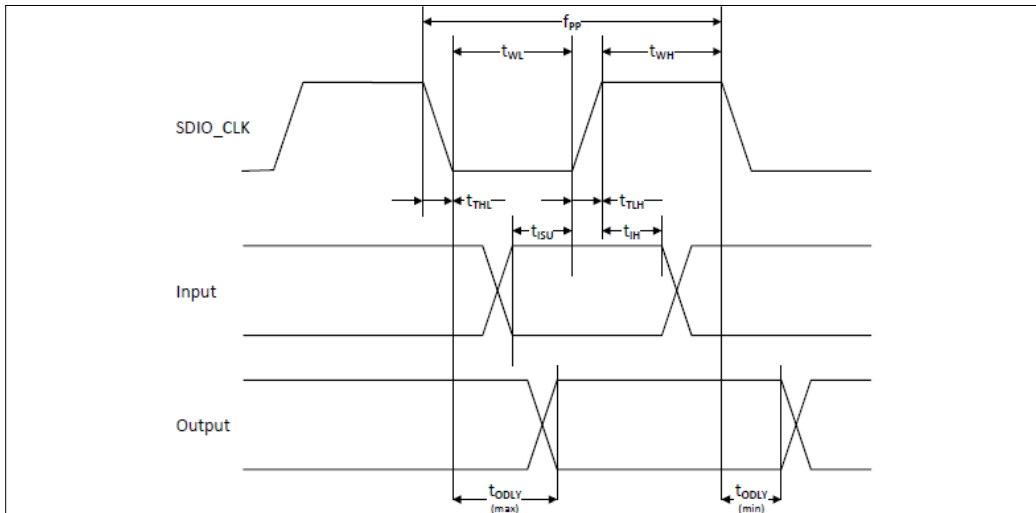 fPP
tWL
tWH
SDIO_CLK
tTHL
tTLH
tISU
tIH
Input
Output
tODLY
(max)
tODLY
(min)